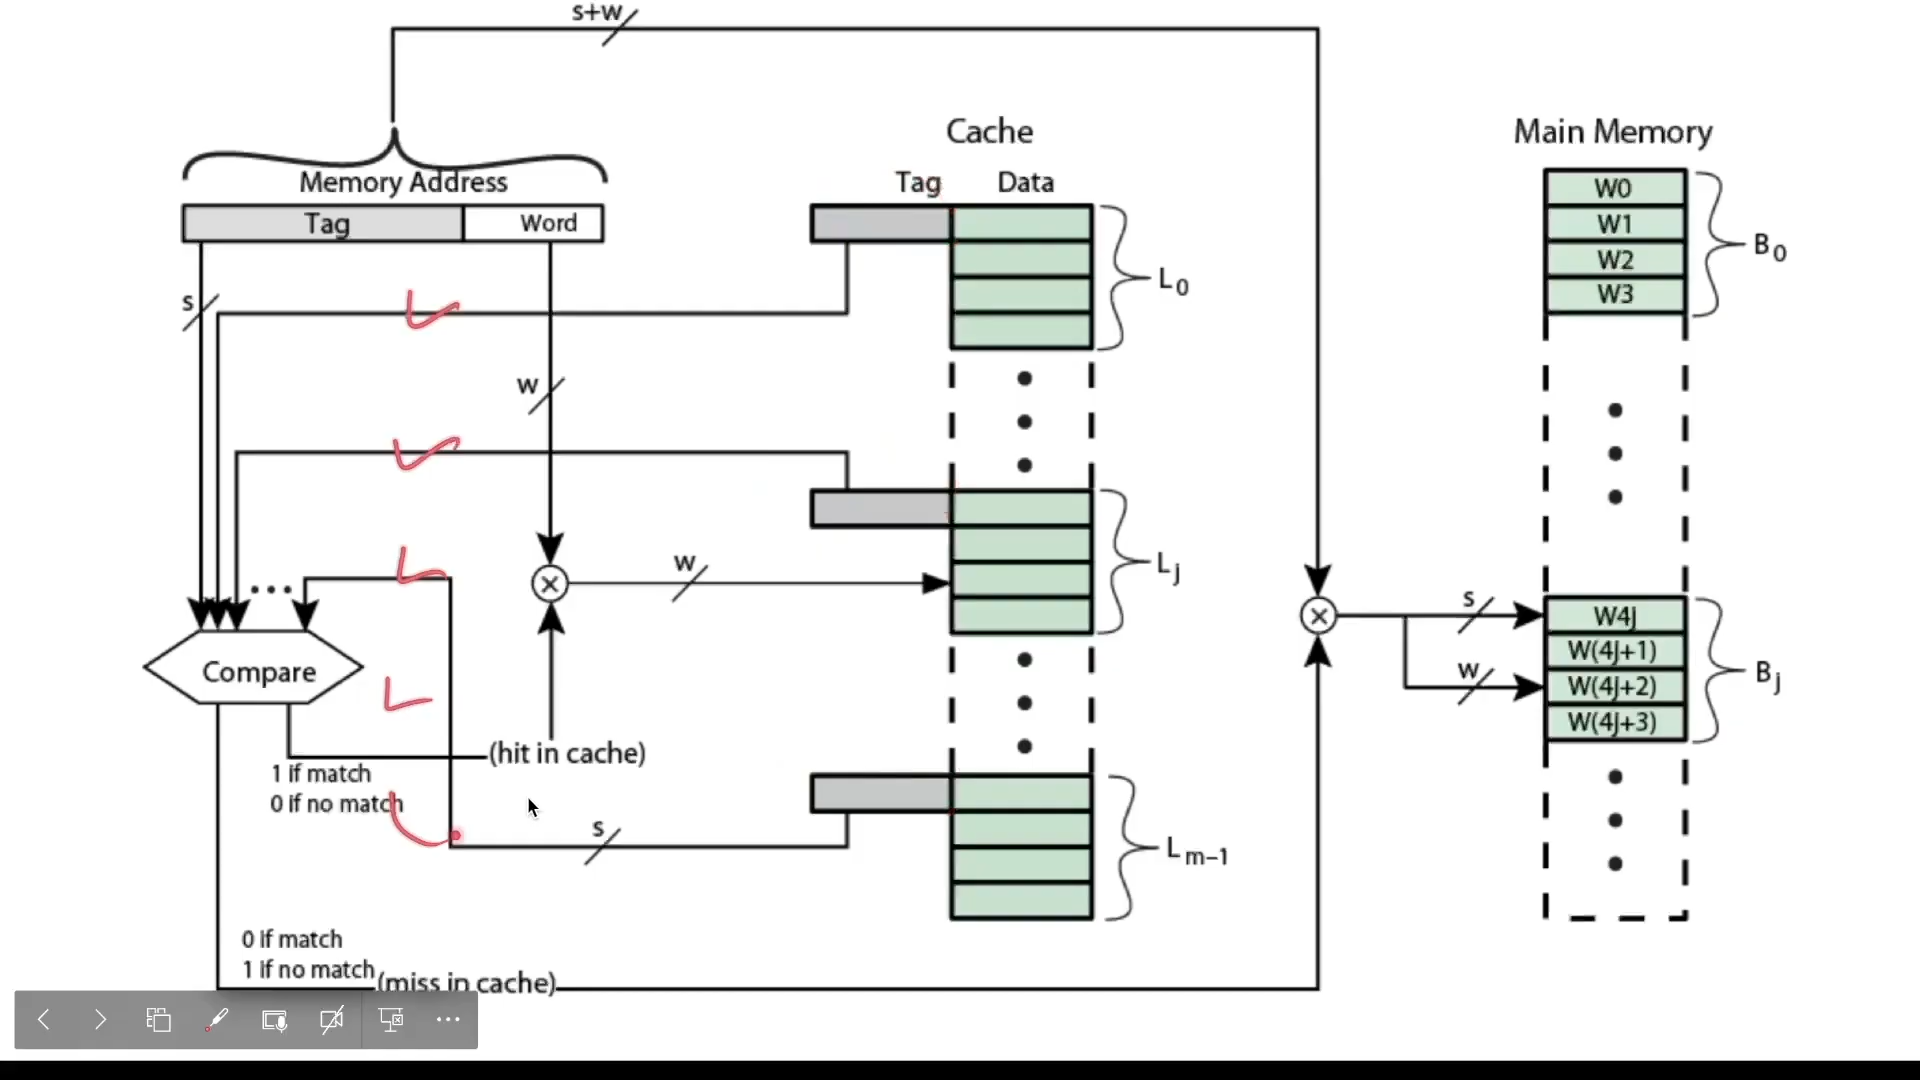 s+w
Cache
Main Memory
Memory Address
Tag Data
Tag Word
W0
W1
W2
W3
B0
L0
s
w
w
Lj
s
w
W4j
W(4j+1)
W(4j+2)
W(4j+3)
Bj
Compare
(hit in cache)
1 if match
0 if no match
s
Lm–1
0 if match
1 if no match
(miss in cache)